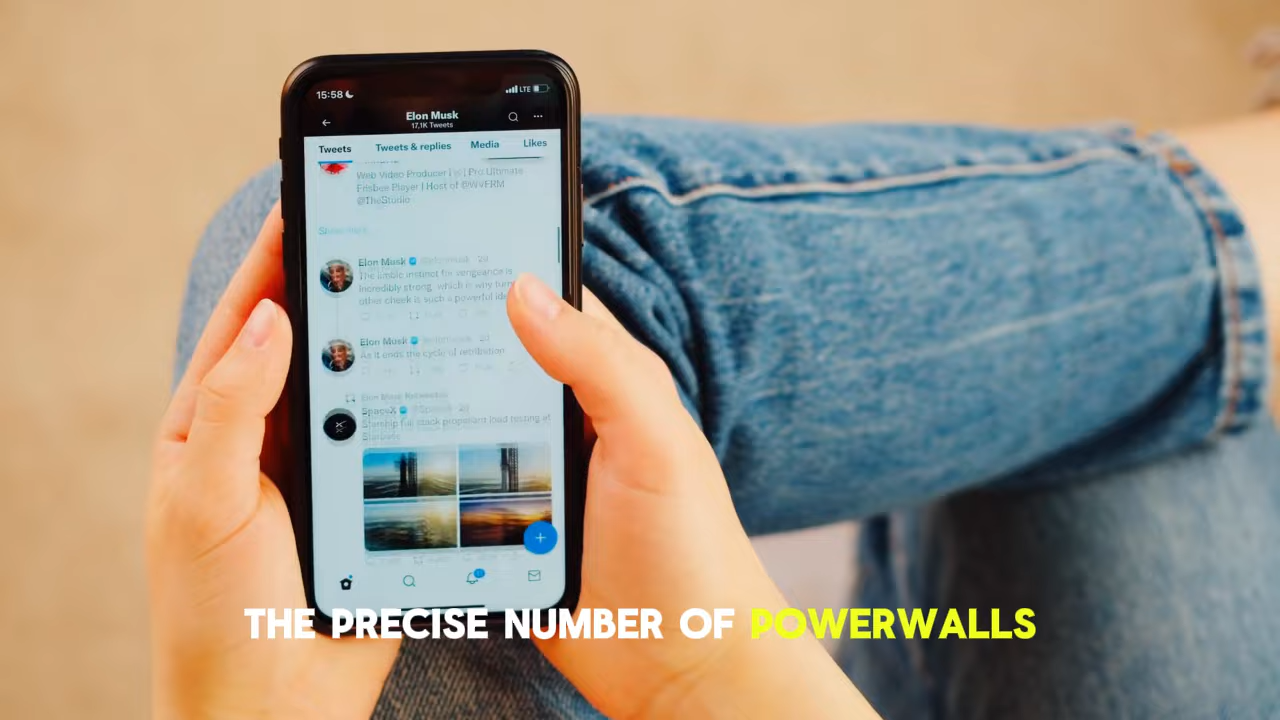 15:58
LTE
Elon Musk
17,1K Tweets
Tweets
Tweets & replies
Media
Likes
Web Video Producer | | Pro Ultimate
Frisbee Player | Host of @WVFRM
@TheStudio
Elon Musk 2d
The instinct for vengeance is
incredibly strong, which is why
other cheek is such a powerful
Elon Musk 2d
As it ends the cycle of retribution
Elon Musk Retweeted
SpaceX
Starship full stack propellant load testing at
Starbase
THE PRECISE NUMBER OF POWERWALLS